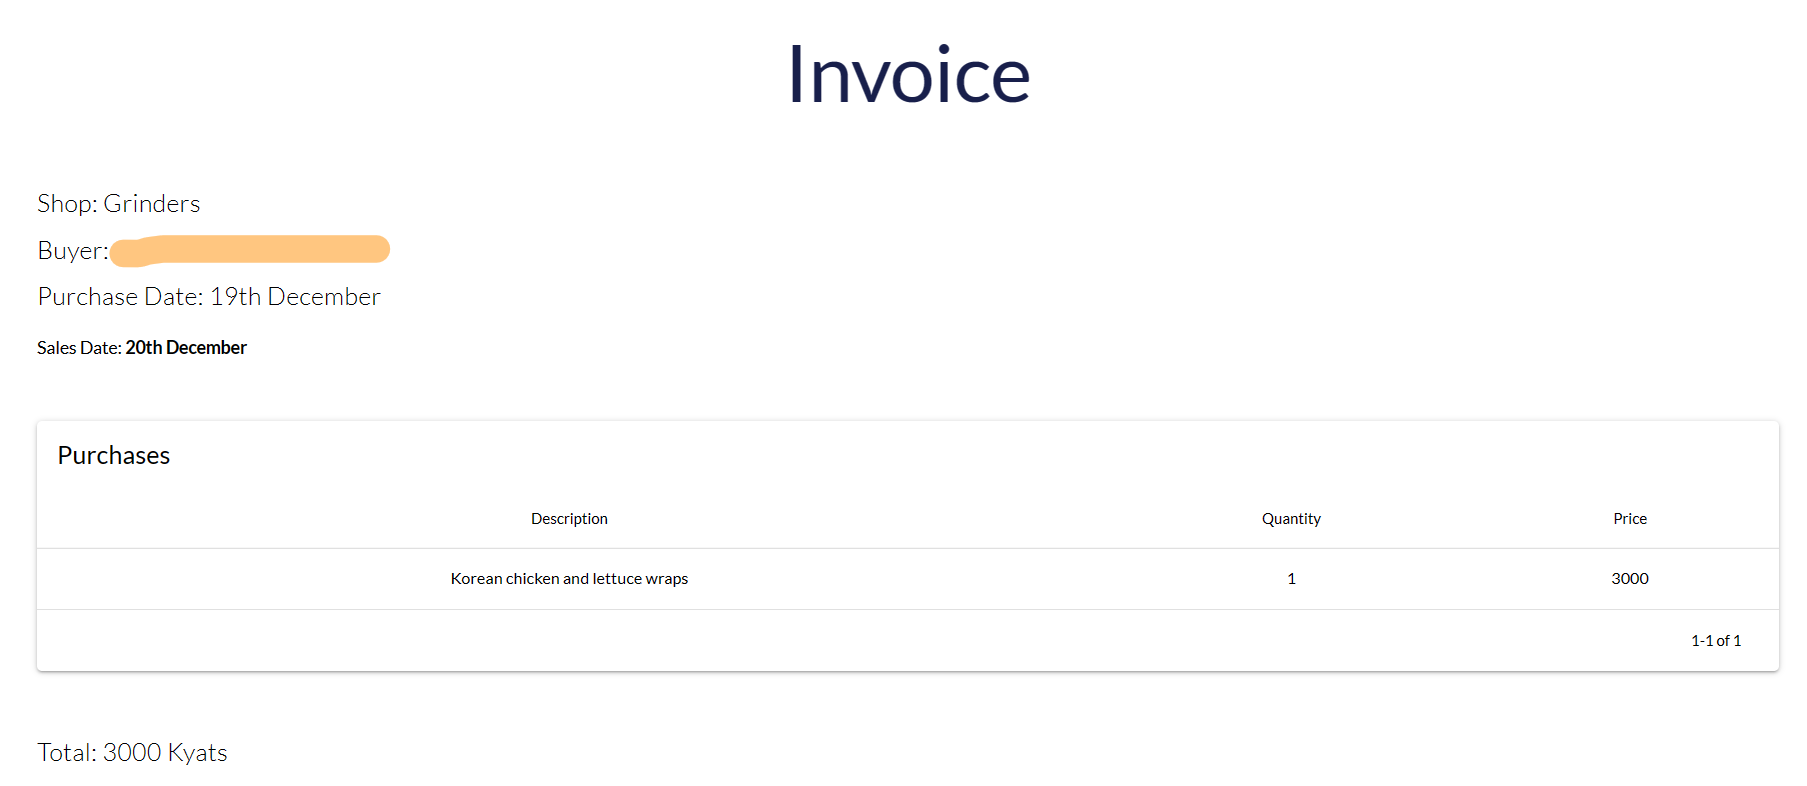 Invoice
Shop: Grinders
Buyer:
Purchase Date: 19th December
Sales Date: 20th December
Purchases
Description Quantity Price
Korean chicken and lettuce wraps 1 3000
1-1 of 1
Total: 3000 Kyats